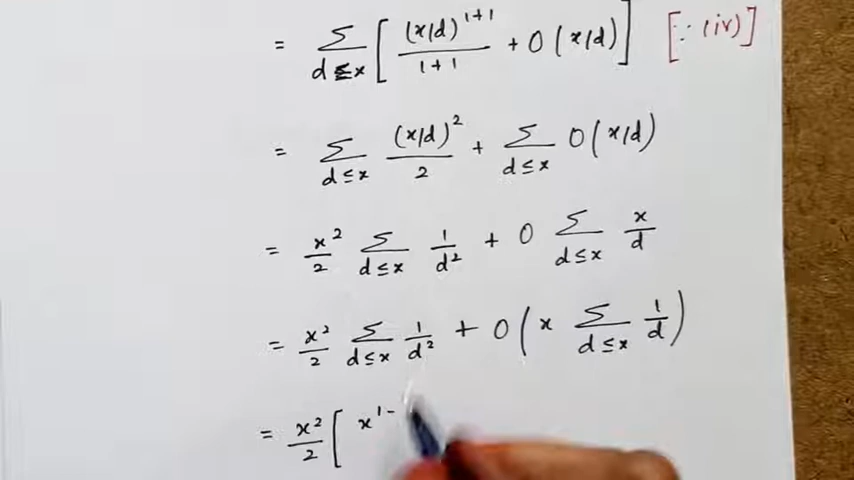 = Σ_{d≤x} [ (x/d)^{1+1} / 1+1 + O(x/d) ] [∵ (iv)]
= Σ_{d≤x} (x/d)^2 / 2 + Σ_{d≤x} O(x/d)
= x^2/2 Σ_{d≤x} 1/d^2 + O Σ_{d≤x} x/d
= x^2/2 Σ_{d≤x} 1/d^2 + O( x Σ_{d≤x} 1/d )
= x^2/2 [ x^{1-